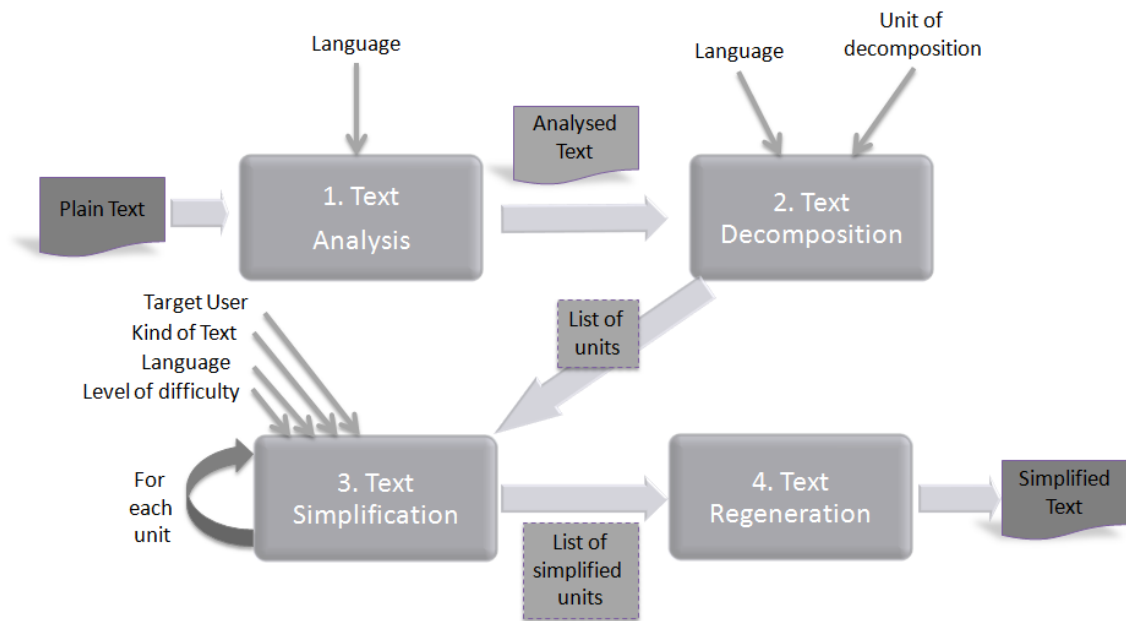 Language
Unit of
decomposition
Language
Analysed
Text
Plain Text
1. Text
Analysis
2. Text
Decomposition
Target User
Kind of Text
Language
Level of difficulty
List of
units
For
each
unit
3. Text
Simplification
4. Text
Regeneration
Simplified
Text
List of
simplified
units